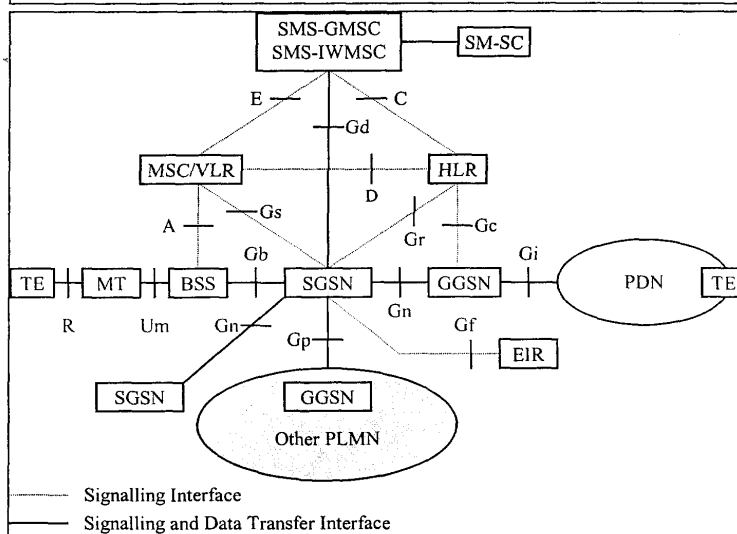 SMS-GMSC
SMS-IWMSC
SM-SC
E
C
Gd
MSC/VLR
HLR
D
A
Gs
Gr
Gc
Gb
Gi
TE
MT
BSS
SGSN
GGSN
PDN
TE
R
Um
Gn
Gn
Gp
Gf
EIR
SGSN
GGSN
Other PLMN
Signalling Interface
Signalling and Data Transfer Interface